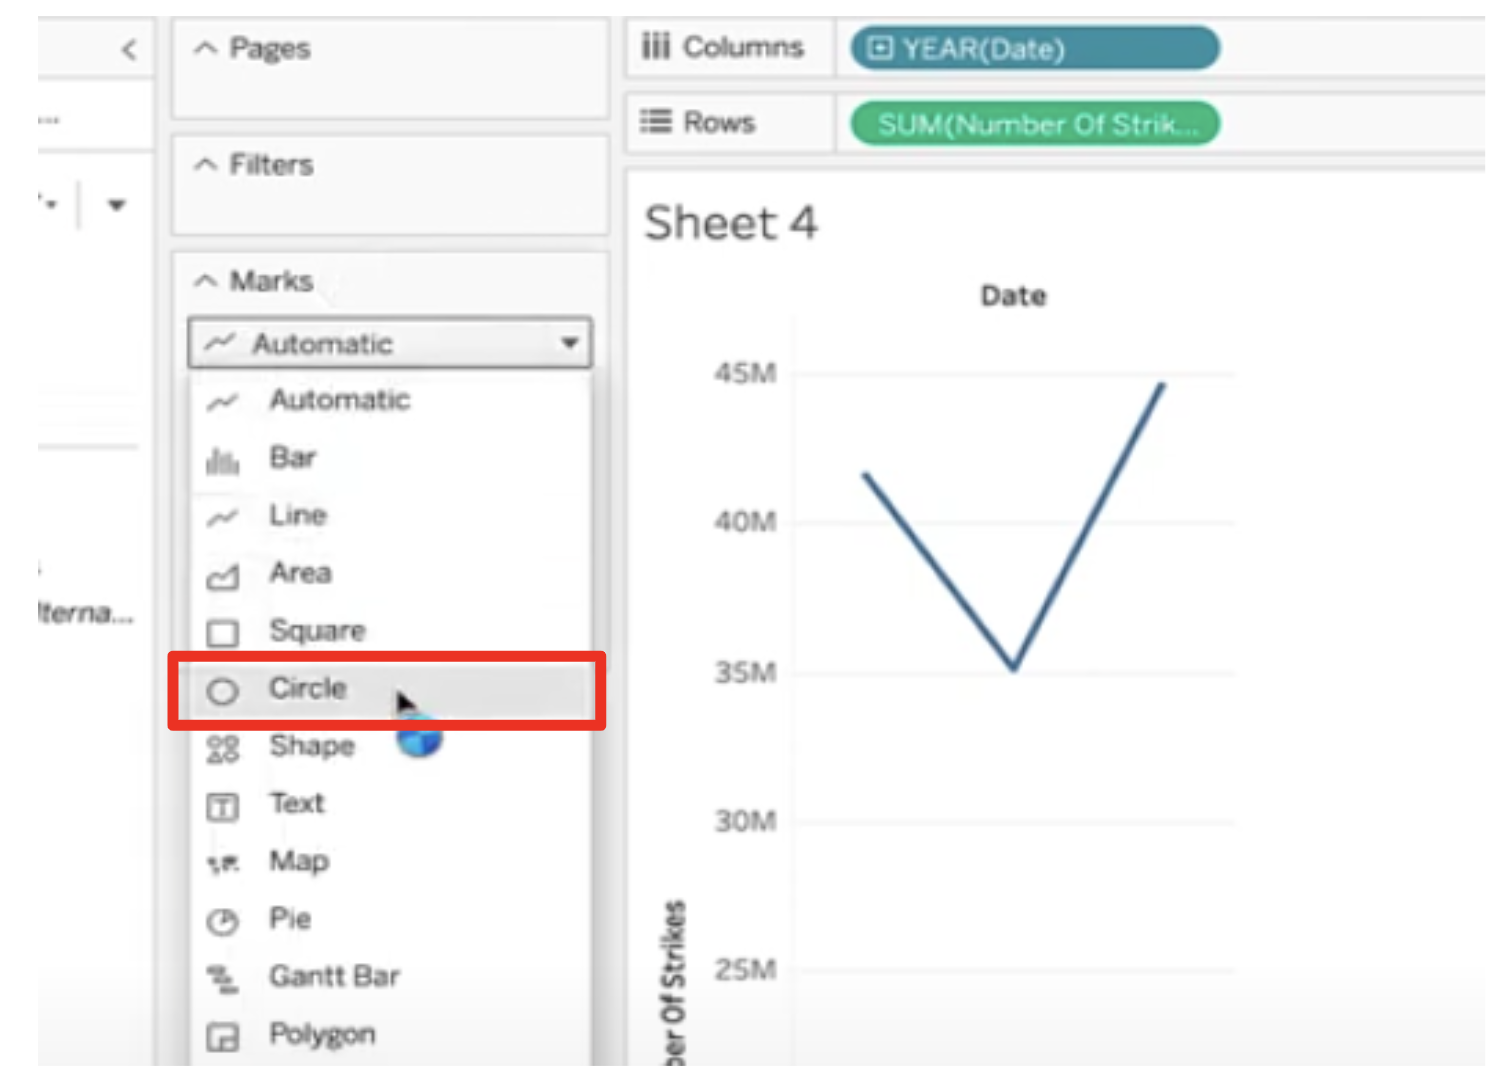 Pages
Filters
Marks
Automatic
Automatic
Bar
Line
Area
Square
Circle
Shape
Text
Map
Pie
Gantt Bar
Polygon
lterna...
Columns
YEAR(Date)
Rows
SUM(Number Of Strik...
Sheet 4
Date
45M
40M
35M
30M
25M
ber Of Strikes